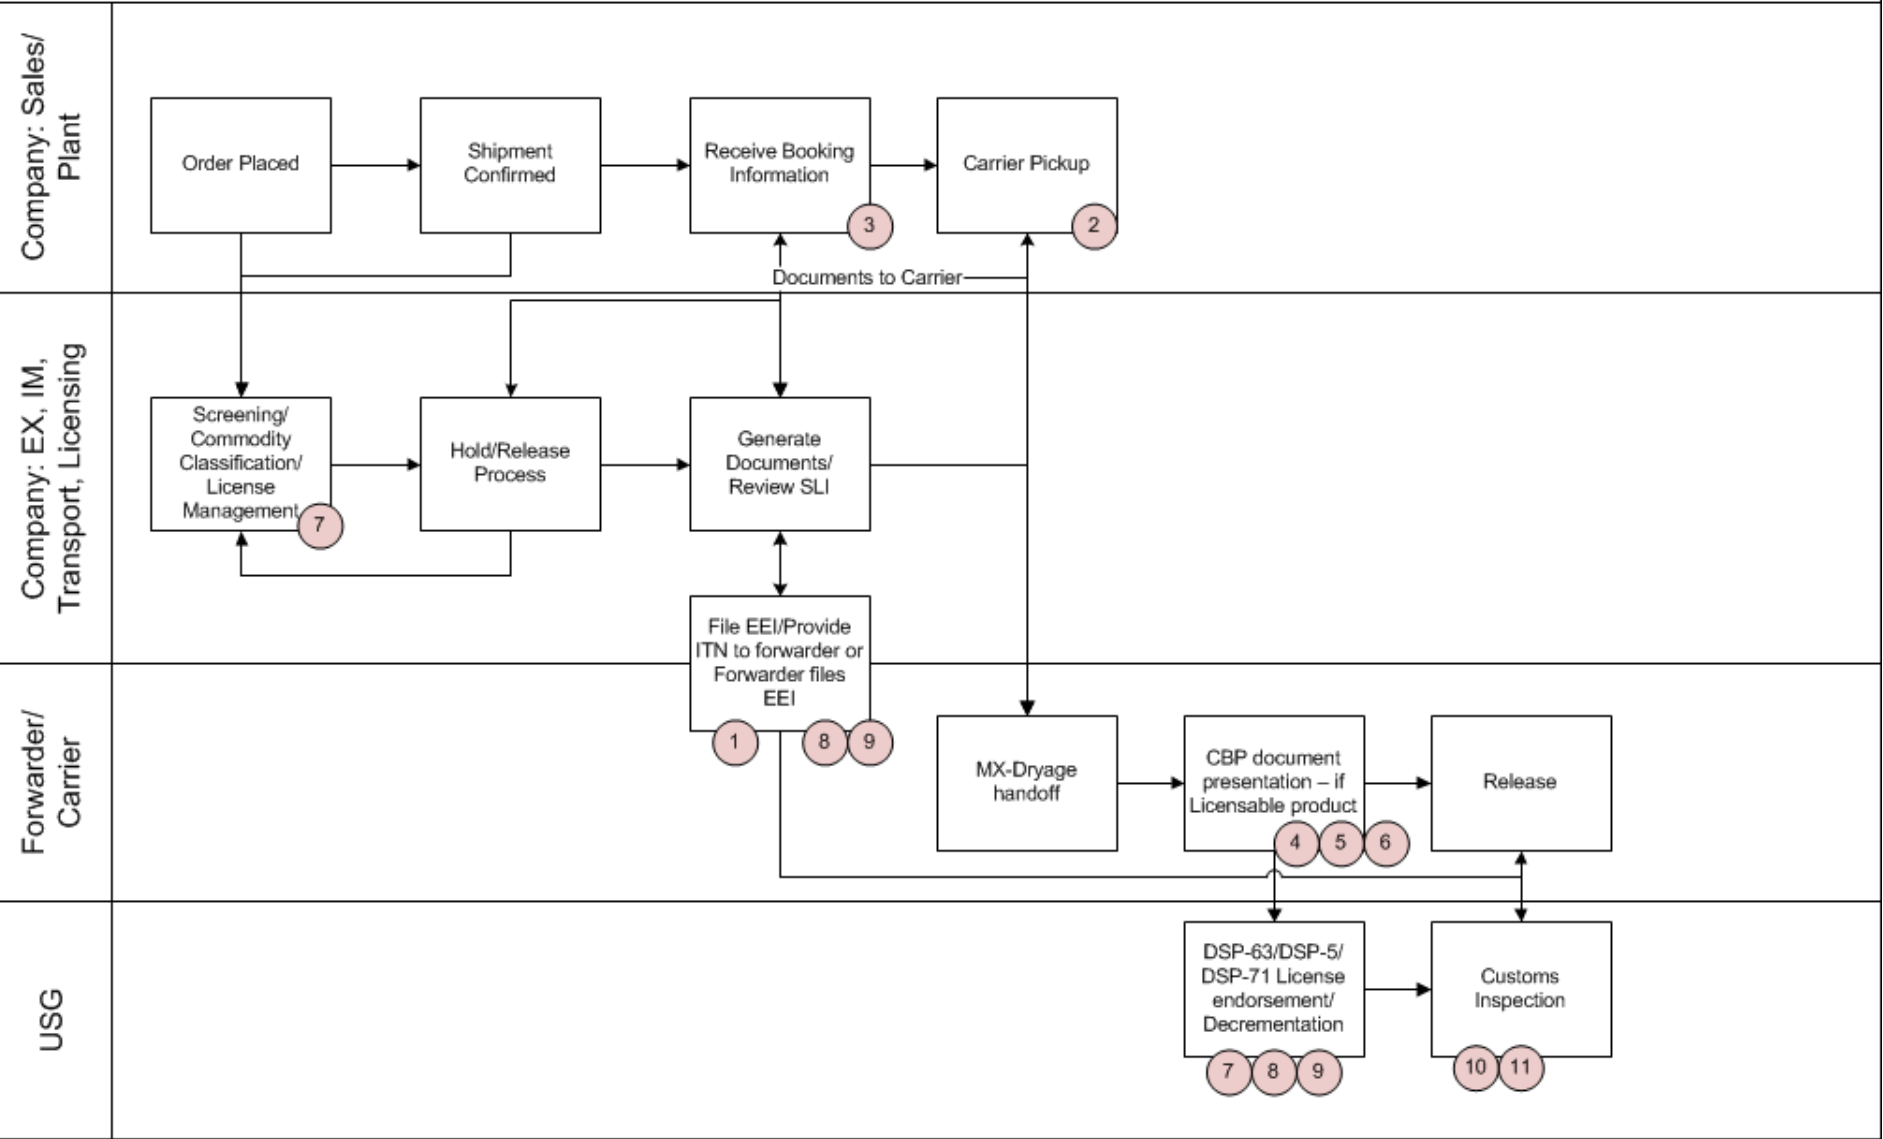 Company: Sales/
Plant
Order Placed
Shipment
Confirmed
Receive Booking
Information
3
Carrier Pickup
2
Documents to Carrier
Company: EX, IM,
Transport, Licensing
Screening/
Commodity
Classification/
License
Management
7
Hold/Release
Process
Generate
Documents/
Review SLI
File EEI/Provide
ITN to forwarder or
Forwarder files
EEI
1
8
9
Forwarder/
Carrier
MX-Dryage
handoff
CBP document
presentation – if
Licensable product
4
5
6
Release
USG
DSP-63/DSP-5/
DSP-71 License
endorsement/
Decrementation
7
8
9
Customs
Inspection
10
11